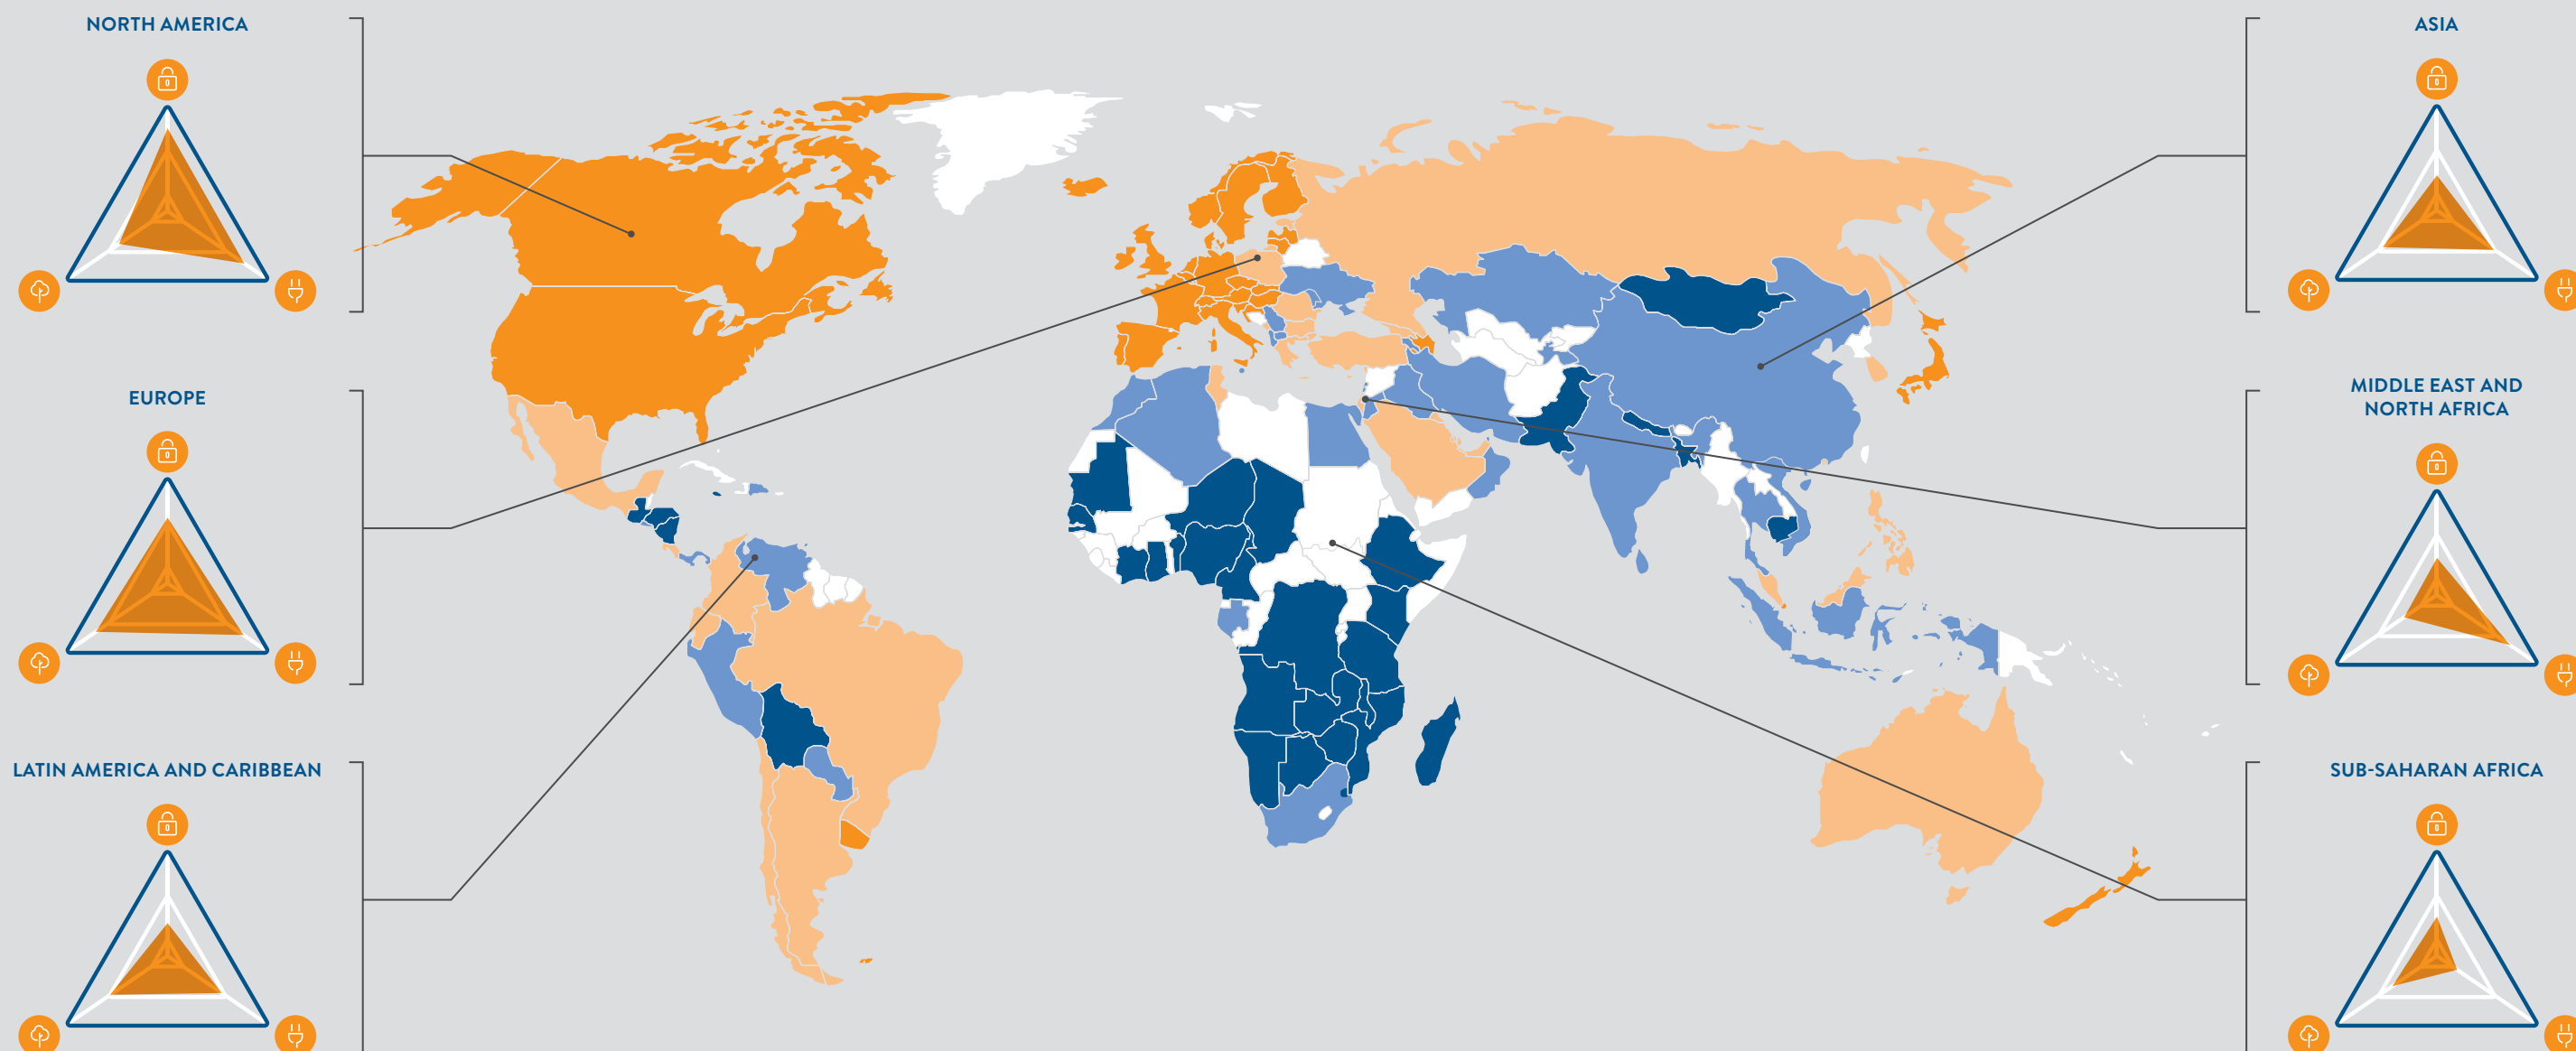 NORTH AMERICA
EUROPE
LATIN AMERICA AND CARIBBEAN
ASIA
MIDDLE EAST AND
NORTH AFRICA
SUB-SAHARAN AFRICA